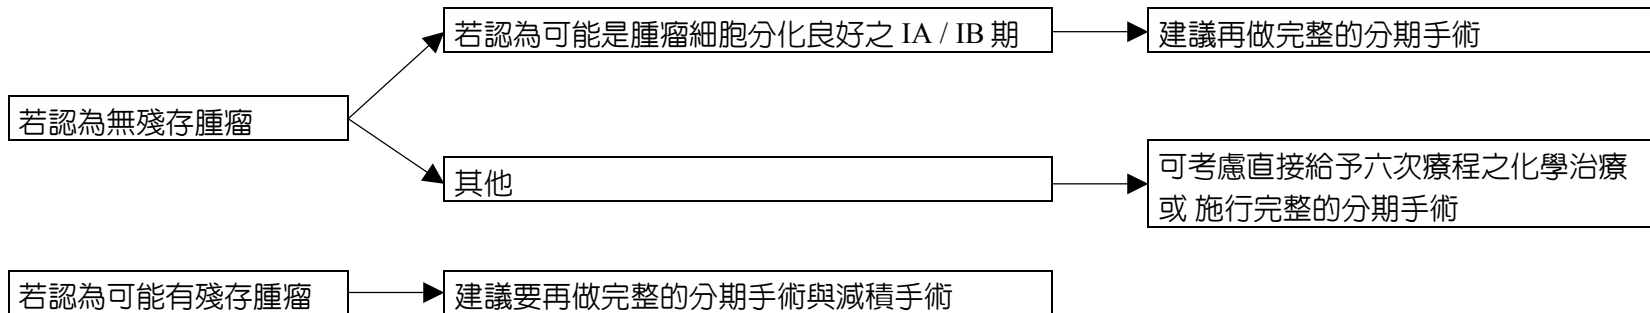 若認為可能是腫瘤細胞分化良好之 IA / IB 期
建議再做完整的分期手術
若認為無殘存腫瘤
其他
可考慮直接給予六次療程之化學治療
或 施行完整的分期手術
若認為可能有殘存腫瘤
建議要再做完整的分期手術與減積手術